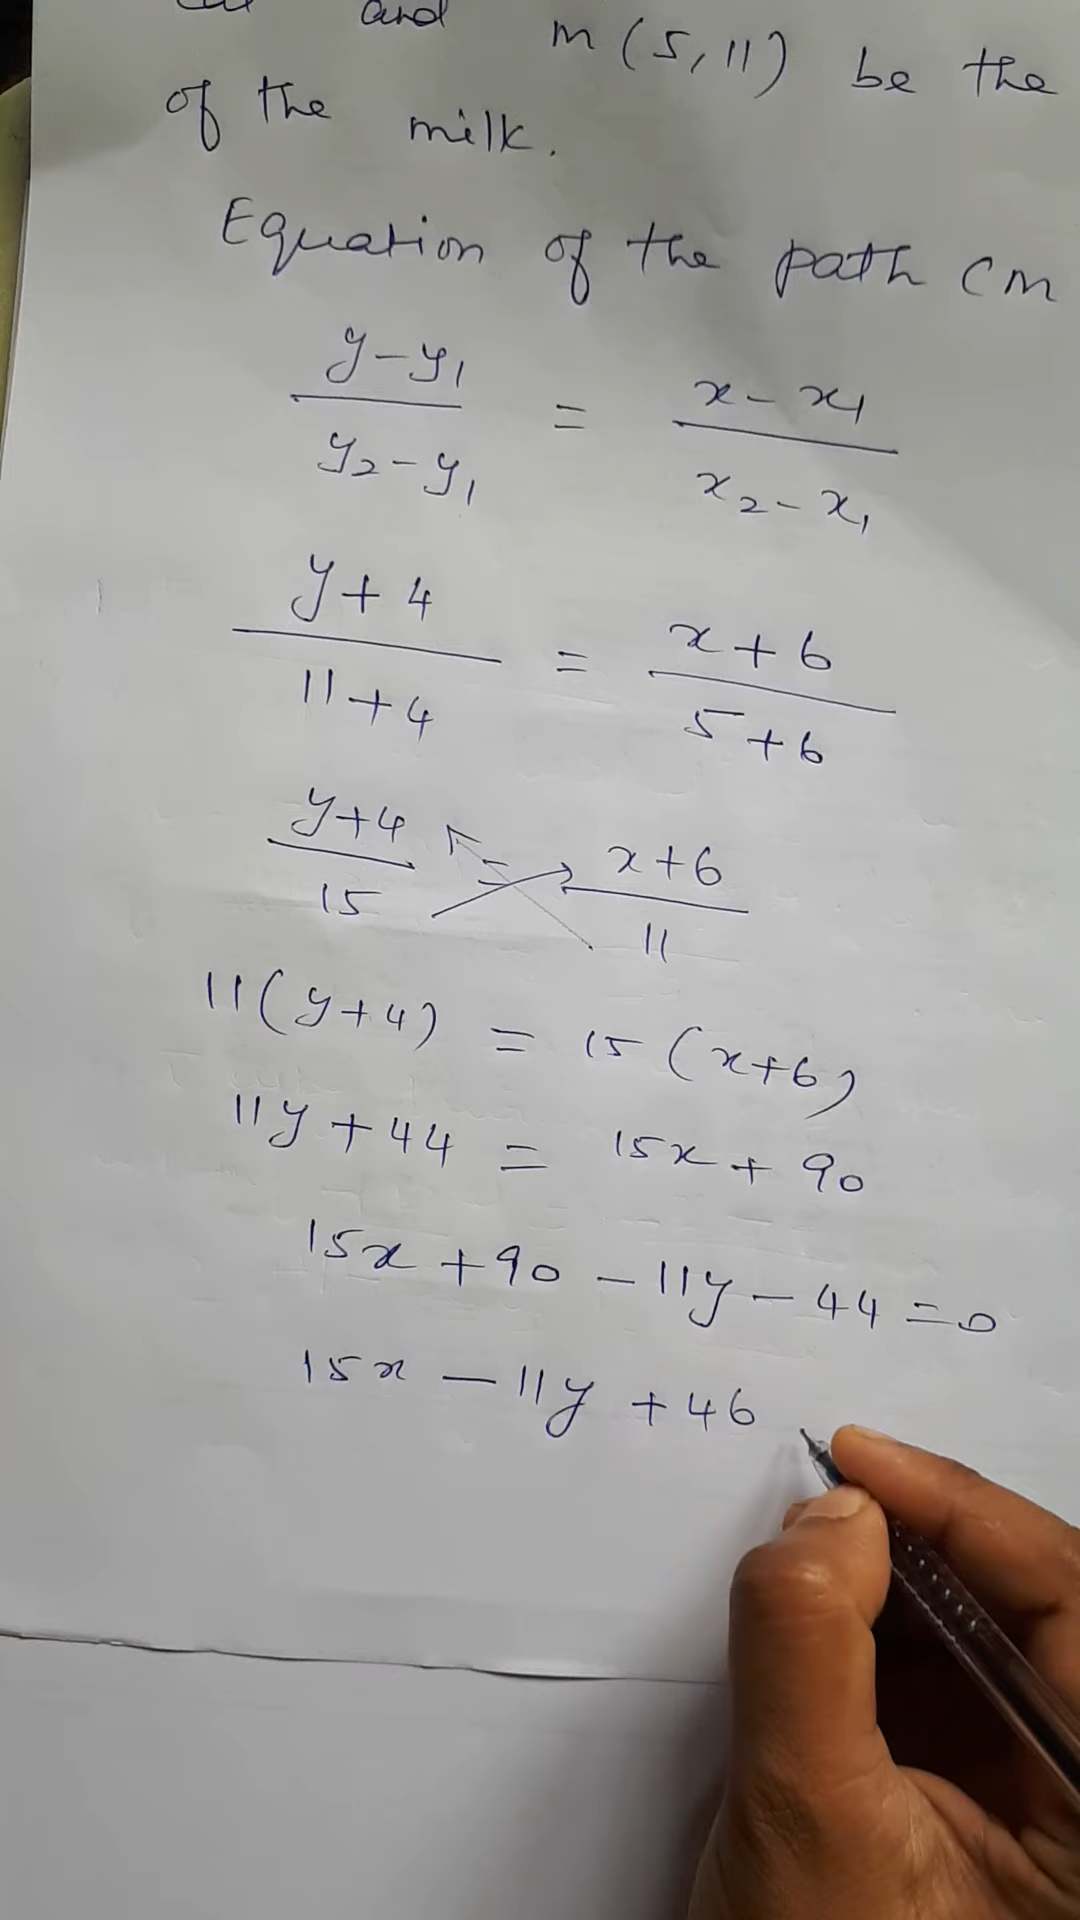 and m(5,11) be the
of the milk.
Equation of the path CM
y-y₁ / y₂-y₁ = x-x₁ / x₂-x₁
y+4 / 11+4 = x+6 / 5+6
y+4 / 15 = x+6 / 11
11(y+4) = 15(x+6)
11y+44 = 15x+90
15x+90-11y-44=0
15x-11y+46